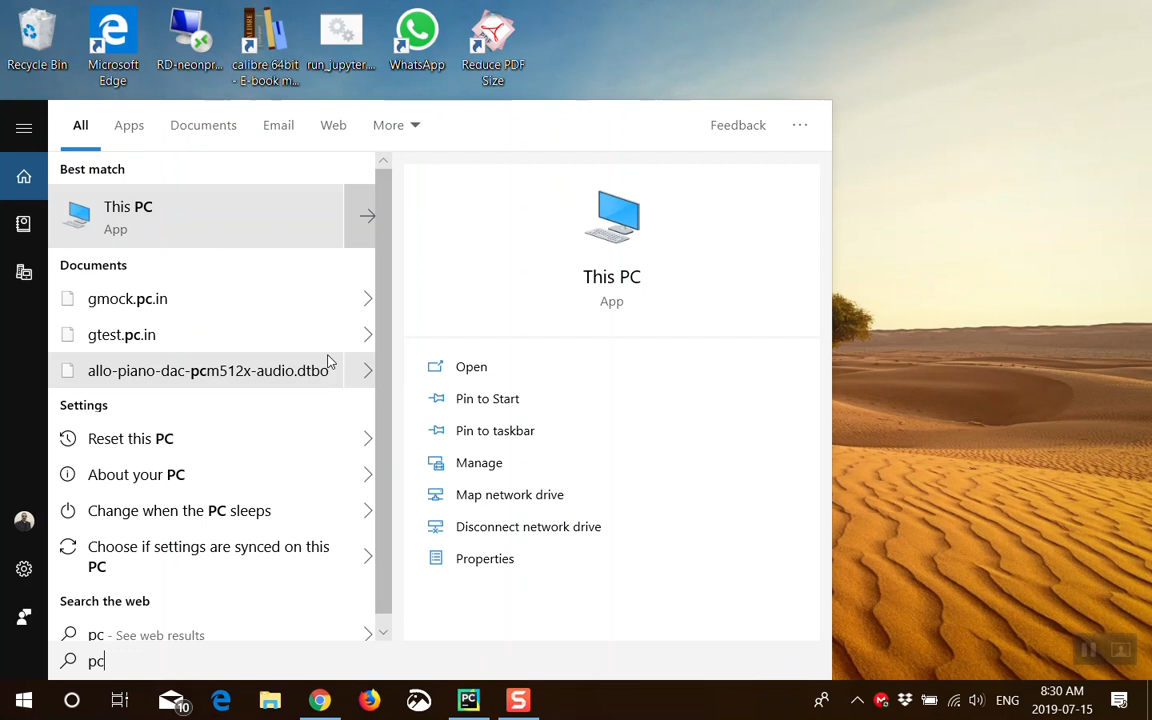 Recycle Bin
Microsoft
Edge
RD-neonpr...
calibre 64bit
- E-book m...
run_jupyter...
WhatsApp
Reduce PDF
Size
All
Apps
Documents
Email
Web
More
Feedback
Best match
This PC
App
Documents
gmock.pc.in
gtest.pc.in
allo-piano-dac-pcm512x-audio.dtbo
Settings
Reset this PC
About your PC
Change when the PC sleeps
Choose if settings are synced on this
PC
Search the web
pc - See web results
pc
This PC
App
Open
Pin to Start
Pin to taskbar
Manage
Map network drive
Disconnect network drive
Properties
10
PC
S
ENG
8:30 AM
2019-07-15